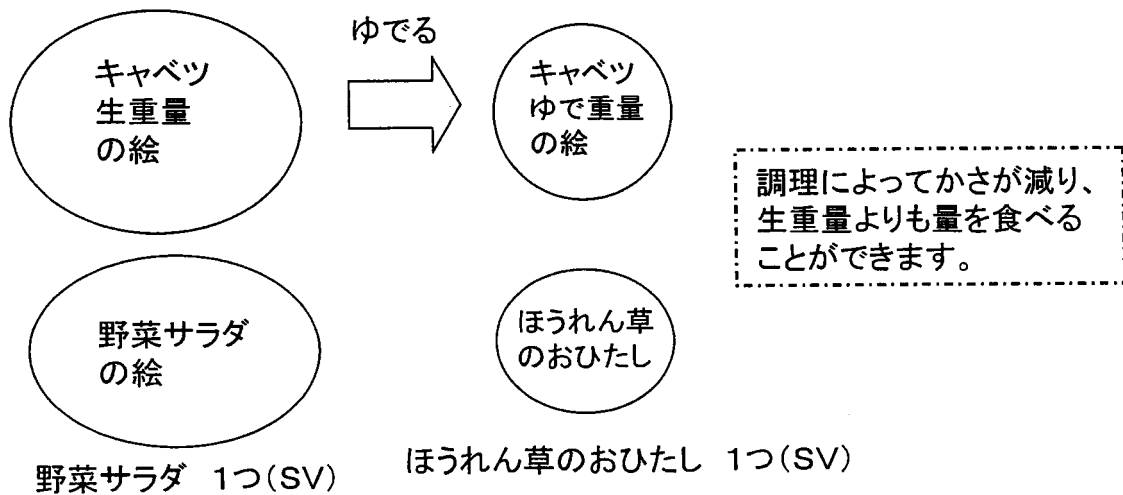 キャベツ
生重量
の絵
ゆでる
キャベツ
ゆで重量
の絵
調理によってかさが減り、
生重量よりも量を食べる
ことができます。
野菜サラダ
の絵
ほうれん草
のおひたし
野菜サラダ　1つ(SV)
ほうれん草のおひたし　1つ(SV)